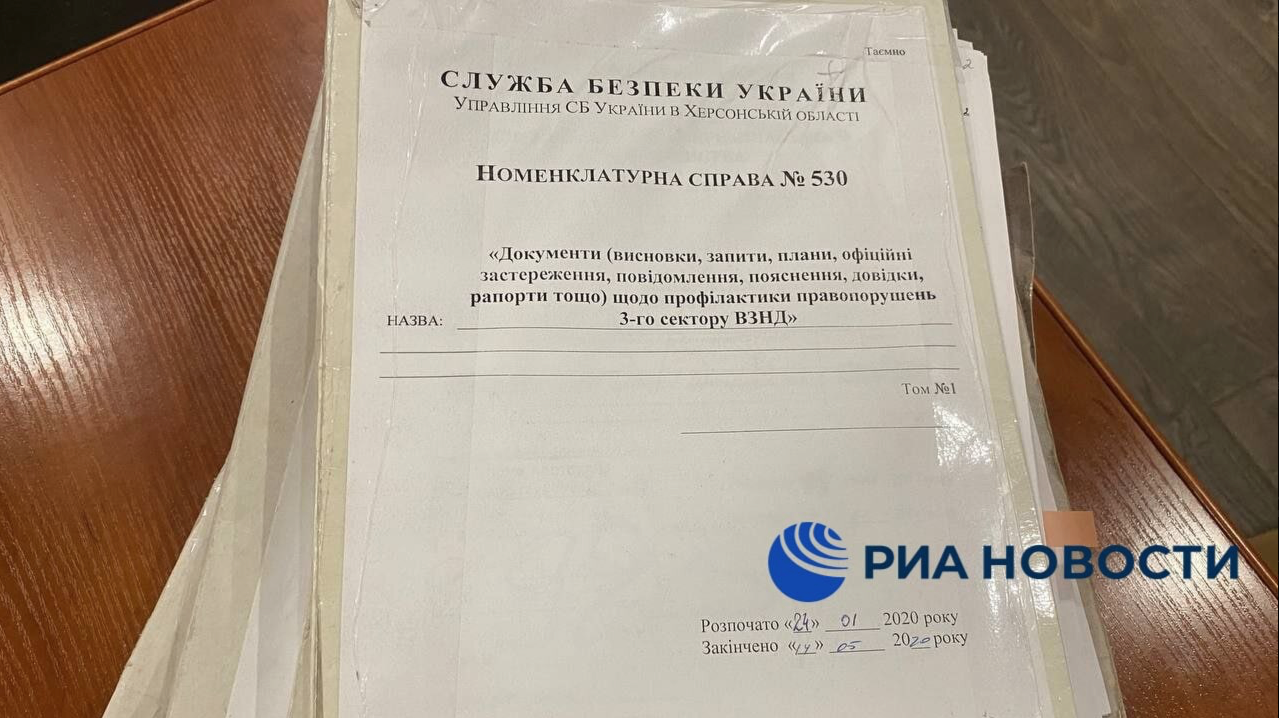 Таємно
СЛУЖБА БЕЗПЕКИ УКРАЇНИ
УПРАВЛІННЯ СБ УКРАЇНИ В ХЕРСОНСЬКІЙ ОБЛАСТІ
НОМЕНКЛАТУРНА СПРАВА № 530
«Документи (висновки, запити, плани, офіційні
застереження, повідомлення, пояснення, довідки,
рапорти тощо) щодо профілактики правопорушень
НАЗВА: 3-го сектору ВЗНД»
Том №1
РИА НОВОСТИ
Розпочато «24» 01 2020 року
Закінчено «14» 05 2020 року